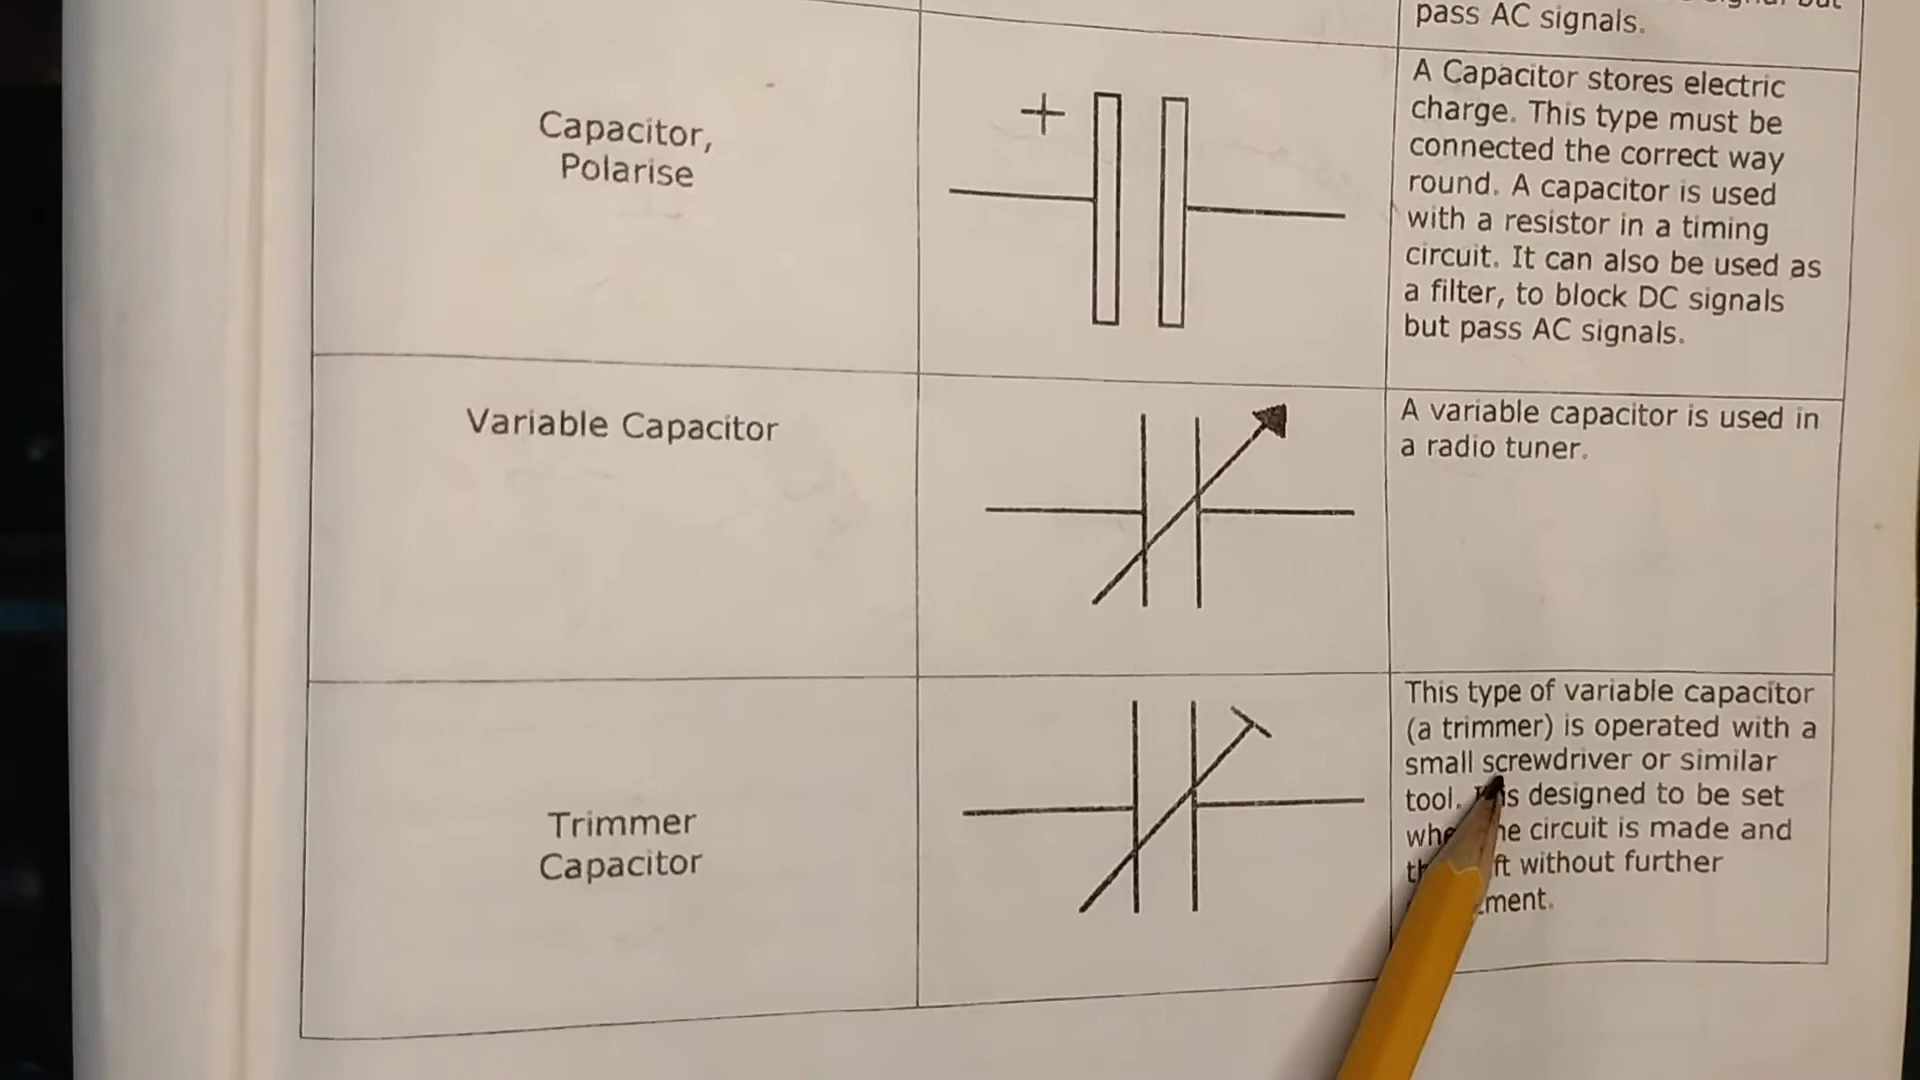 pass AC signals.
Capacitor,
Polarise
+
A Capacitor stores electric
charge. This type must be
connected the correct way
round. A capacitor is used
with a resistor in a timing
circuit. It can also be used as
a filter, to block DC signals
but pass AC signals.
Variable Capacitor
A variable capacitor is used in
a radio tuner.
Trimmer
Capacitor
This type of variable capacitor
(a trimmer) is operated with a
small screwdriver or similar
tool. designed to be set
circuit is made and
without further